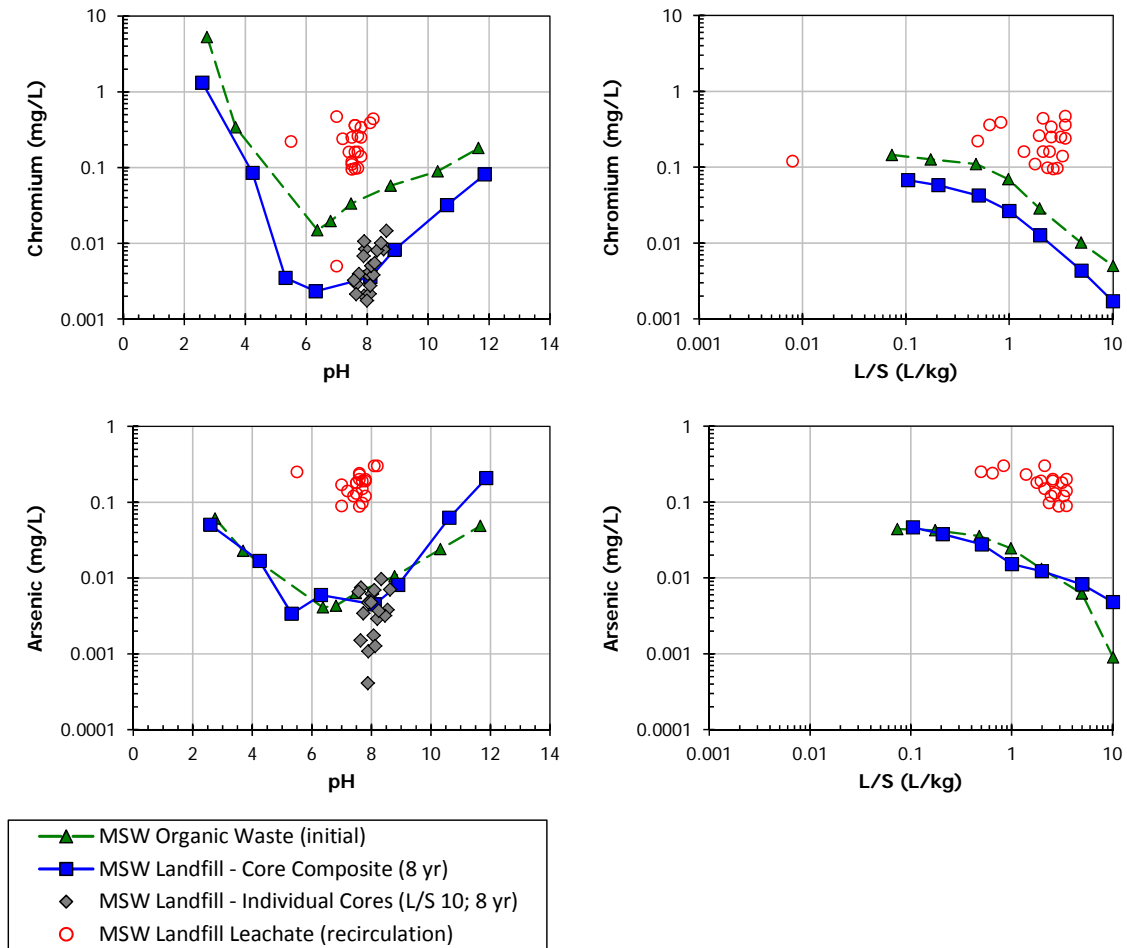 10
1
0.1
0.01
0.001
Chromium (mg/L)
0 2 4 6 8 10 12 14
pH
10
1
0.1
0.01
0.001
Chromium (mg/L)
0.001 0.01 0.1 1 10
L/S (L/kg)
1
0.1
0.01
0.001
0.0001
Arsenic (mg/L)
0 2 4 6 8 10 12 14
pH
1
0.1
0.01
0.001
0.0001
Arsenic (mg/L)
0.001 0.01 0.1 1 10
L/S (L/kg)
MSW Organic Waste (initial)
MSW Landfill - Core Composite (8 yr)
MSW Landfill - Individual Cores (L/S 10; 8 yr)
MSW Landfill Leachate (recirculation)